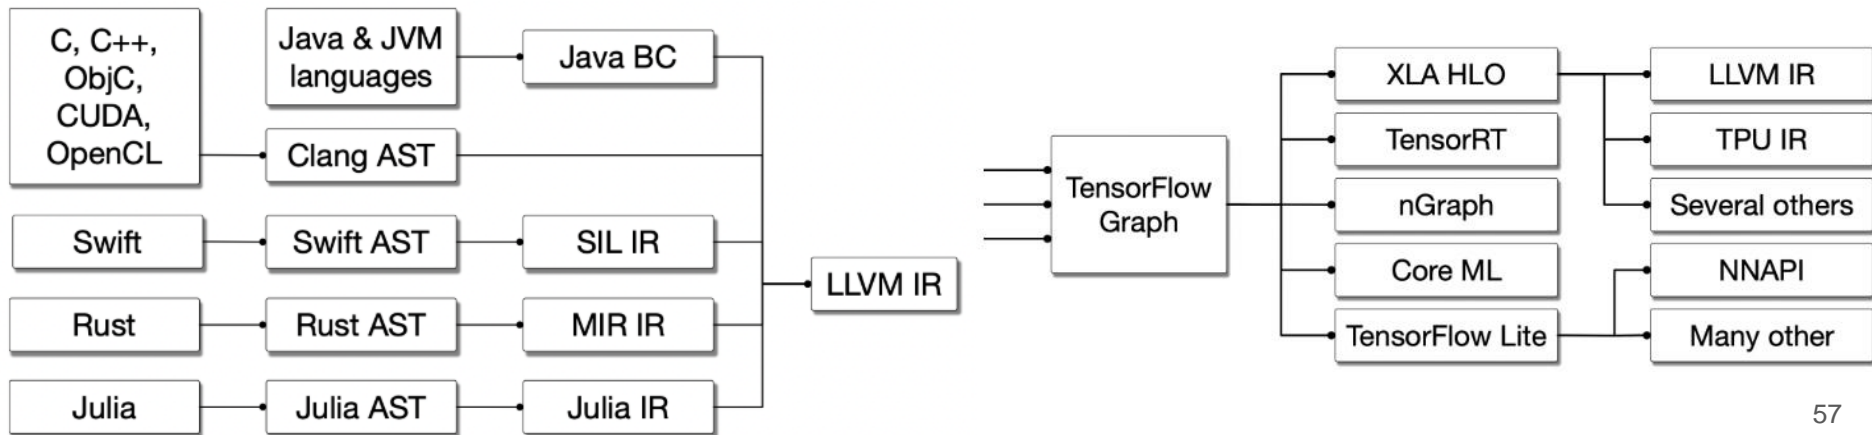 C, C++,
ObjC,
CUDA,
OpenCL
Java & JVM
languages
Java BC
Clang AST
Swift
Swift AST
SIL IR
Rust
Rust AST
MIR IR
Julia
Julia AST
Julia IR
LLVM IR
TensorFlow
Graph
XLA HLO
TensorRT
nGraph
Core ML
TensorFlow Lite
LLVM IR
TPU IR
Several others
NNAPI
Many other
57